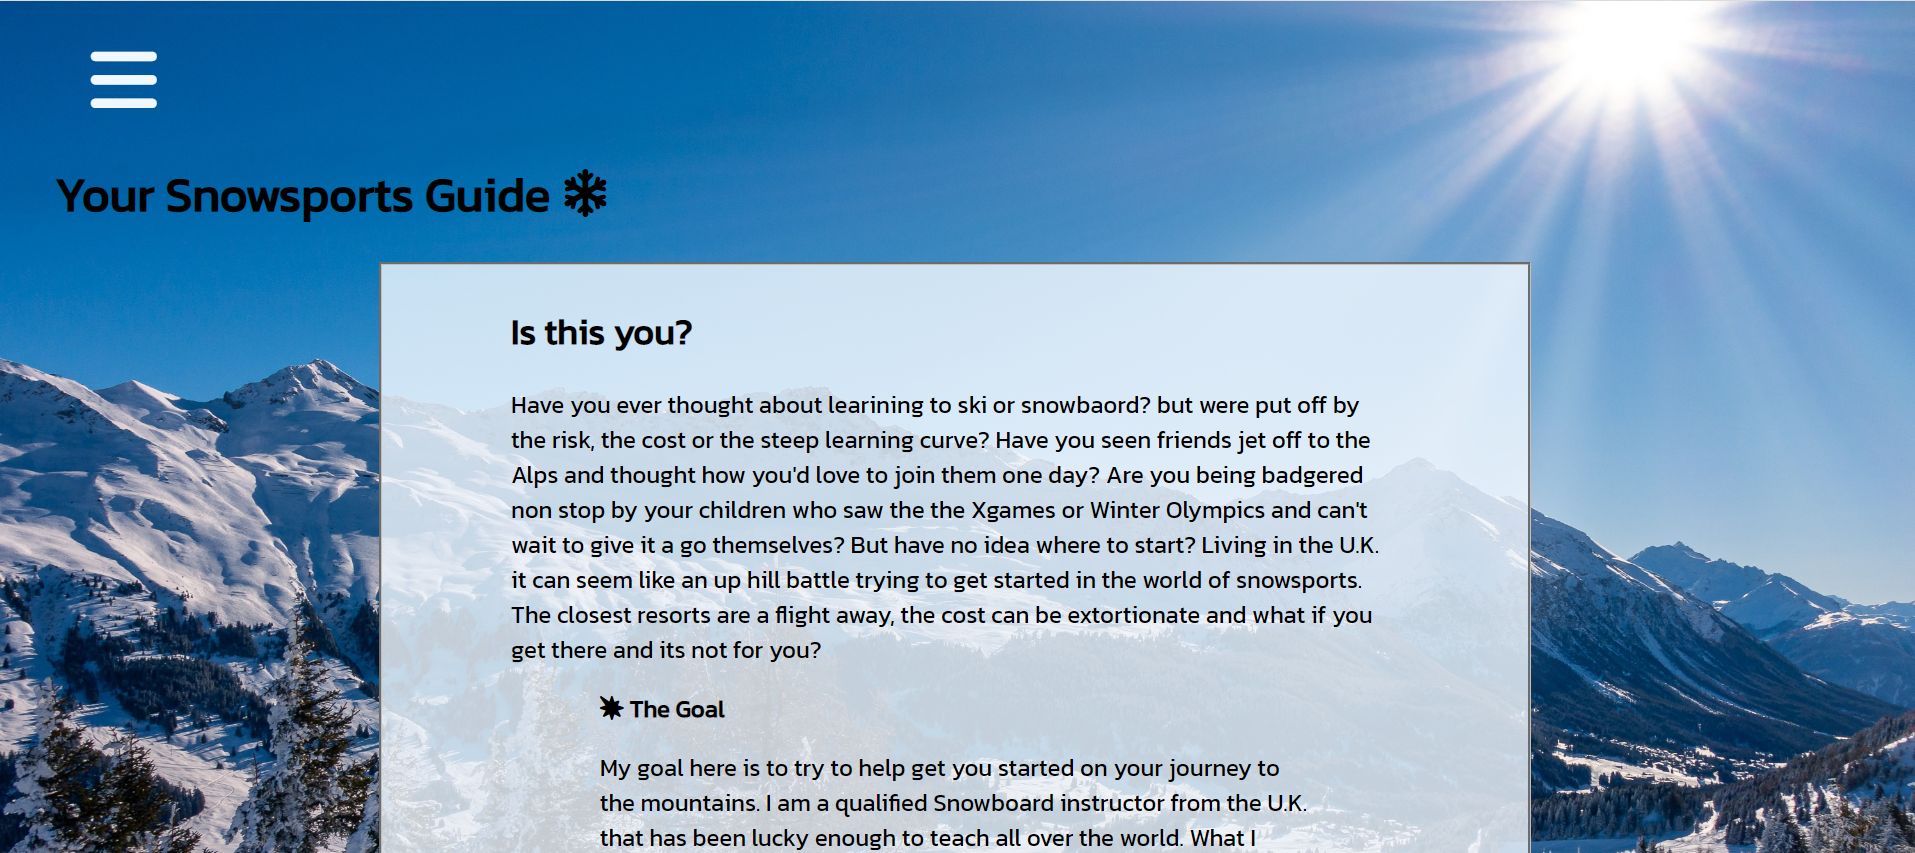 Your Snowsports Guide
Is this you?
Have you ever thought about learining to ski or snowbaord? but were put off by
the risk, the cost or the steep learning curve? Have you seen friends jet off to the
Alps and thought how you'd love to join them one day? Are you being badgered
non stop by your children who saw the the Xgames or Winter Olympics and can't
wait to give it a go themselves? But have no idea where to start? Living in the U.K.
it can seem like an up hill battle trying to get started in the world of snowsports.
The closest resorts are a flight away, the cost can be extortionate and what if you
get there and its not for you?
The Goal
My goal here is to try to help get you started on your journey to
the mountains. I am a qualified Snowboard instructor from the U.K.
that has been lucky enough to teach all over the world. What I